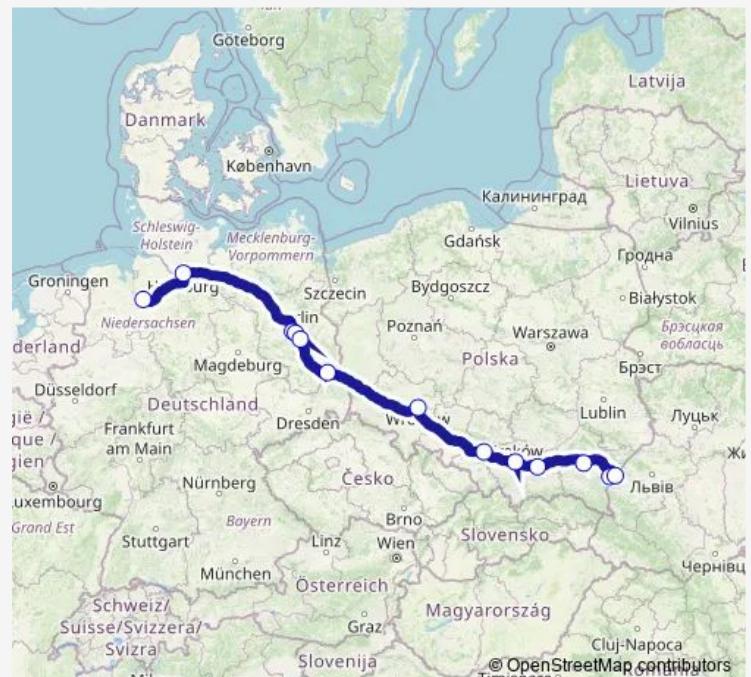 Göteborg
Latvija
Danmark
København
Калининград
Lietuva
Vilnius
Schleswig-
Holstein
Mecklenburg-
Vorpommern
Gdańsk
Гродна
Groningen
Szczecin
Bydgoszcz
Białystok
Niedersachsen
Poznań
Warszawa
Брэсцкая
вобласць
derland
Magdeburg
Polska
Брэст
Düsseldorf
Deutschland
Lublin
Луцьк
Frankfurt
am Main
Dresden
Česko
Львів
Nürnberg
Grand Est
Bayern
Brno
Slovensko
Stuttgart
Linz
Wien
München
Österreich
Schweiz/
Suisse/Svizzera/
Svizra
Magyarország
Graz
Cluj-Napoca
Slovenija
© OpenStreetMap contributors